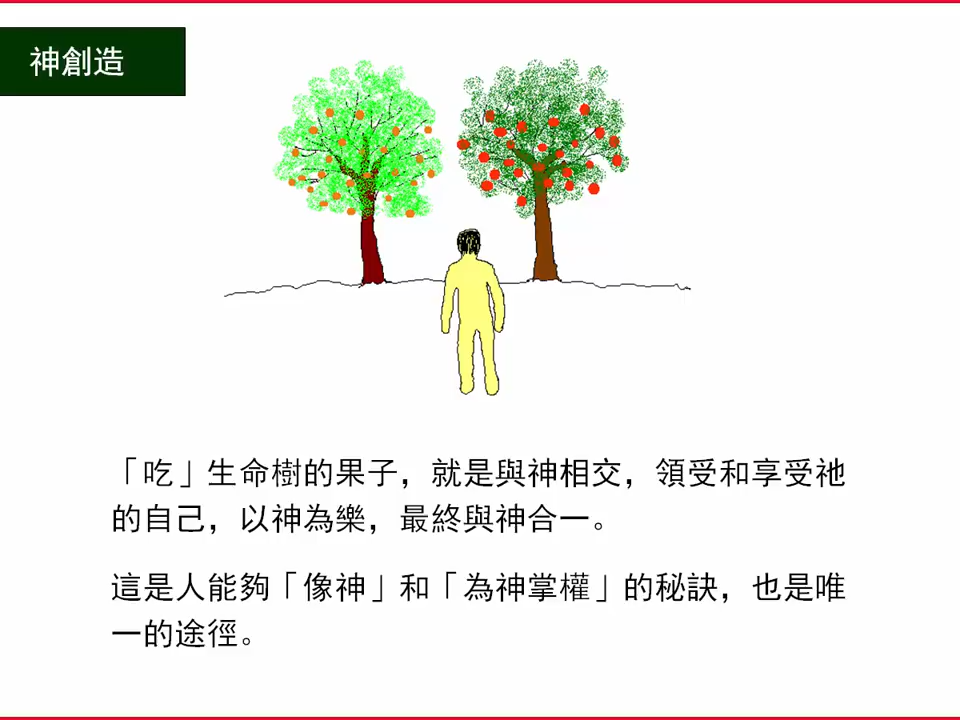 神創造
「吃」生命樹的果子，就是與神相交，領受和享受祂
的自己，以神為樂，最終與神合一。
這是人能夠「像神」和「為神掌權」的秘訣，也是唯
一的途徑。